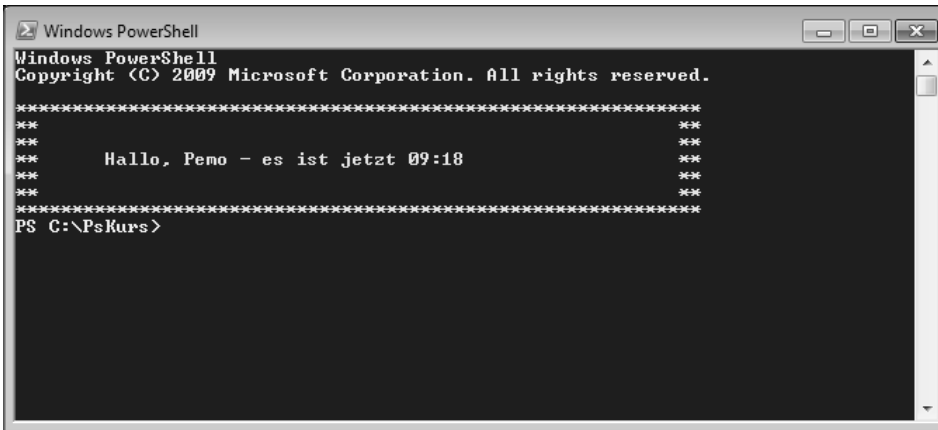 Windows PowerShell
Windows PowerShell
Copyright (C) 2009 Microsoft Corporation. All rights reserved.
*************************************************************
** **
** **
** Hallo, Pemo - es ist jetzt 09:18 **
** **
** **
*************************************************************
PS C:\PsKurs>